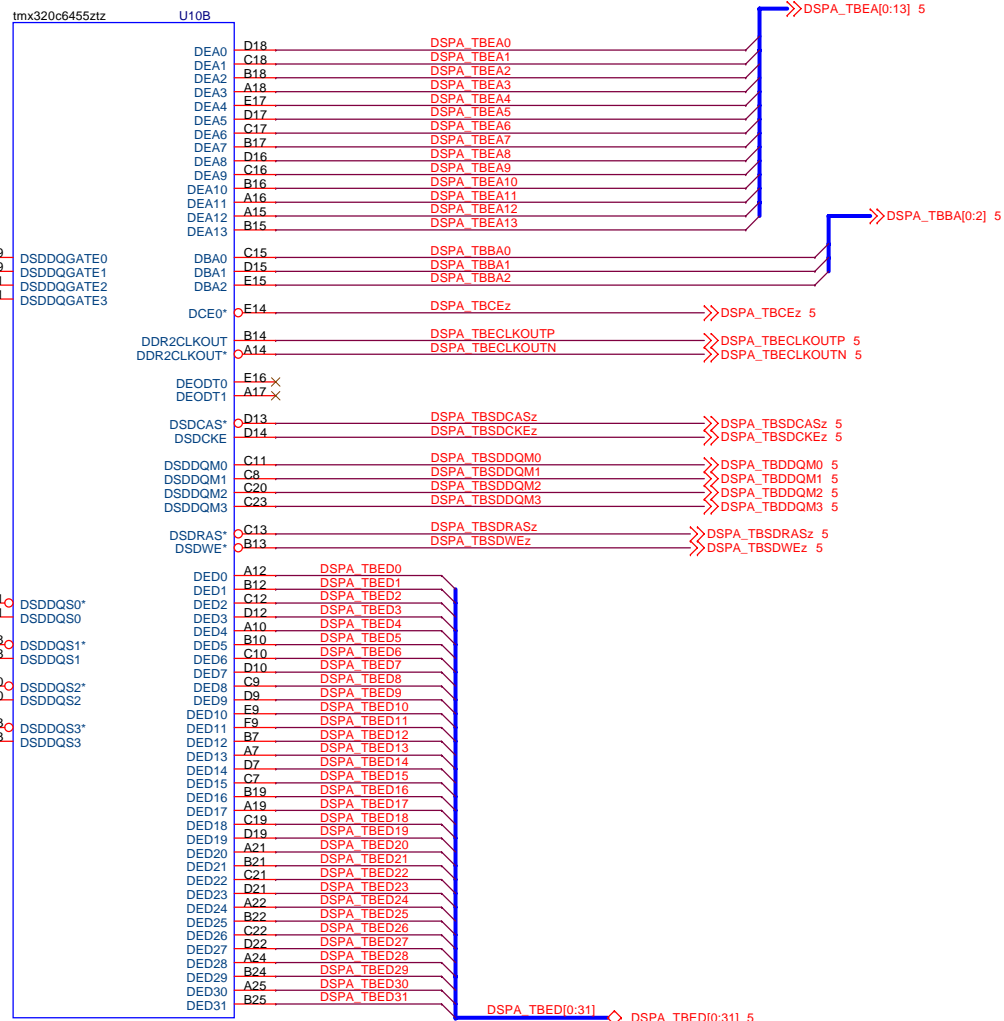 tmx320c6455ztz U10B
DSPA_TBEA[0:13] 5
DEA0 D18 DSPA_TBEA0
DEA1 C18 DSPA_TBEA1
DEA2 B18 DSPA_TBEA2
DEA3 A18 DSPA_TBEA3
DEA4 E17 DSPA_TBEA4
DEA5 D17 DSPA_TBEA5
DEA6 C17 DSPA_TBEA6
DEA7 B17 DSPA_TBEA7
DEA8 D16 DSPA_TBEA8
DEA9 C16 DSPA_TBEA9
DEA10 B16 DSPA_TBEA10
DEA11 A16 DSPA_TBEA11
DEA12 A15 DSPA_TBEA12
DEA13 B15 DSPA_TBEA13
DSPA_TBBA[0:2] 5
DSDDQGATE0 DBA0 C15 DSPA_TBBA0
DSDDQGATE1 DBA1 D15 DSPA_TBBA1
DSDDQGATE2 DBA2 E15 DSPA_TBBA2
DSDDQGATE3
DCE0* E14 DSPA_TBCEz DSPA_TBCEz 5
DDR2CLKOUT B14 DSPA_TBECLKOUTP DSPA_TBECLKOUTP 5
DDR2CLKOUT* A14 DSPA_TBECLKOUTN DSPA_TBECLKOUTN 5
DEODT0 E16
DEODT1 A17
DSDCAS* D13 DSPA_TBSDCASz DSPA_TBSDCASz 5
DSDCKE D14 DSPA_TBSDCKEz DSPA_TBSDCKEz 5
DSDDQM0 C11 DSPA_TBSDDQM0 DSPA_TBDDQM0 5
DSDDQM1 C8 DSPA_TBSDDQM1 DSPA_TBDDQM1 5
DSDDQM2 C20 DSPA_TBSDDQM2 DSPA_TBDDQM2 5
DSDDQM3 C23 DSPA_TBSDDQM3 DSPA_TBDDQM3 5
DSDRAS* C13 DSPA_TBSDRASz DSPA_TBSDRASz 5
DSDWE* B13 DSPA_TBSDWEz DSPA_TBSDWEz 5
DED0 A12 DSPA_TBED0
DED1 B12 DSPA_TBED1
DSDDQS0* DED2 C12 DSPA_TBED2
DSDDQS0 DED3 D12 DSPA_TBED3
DED4 A10 DSPA_TBED4
DSDDQS1* DED5 B10 DSPA_TBED5
DSDDQS1 DED6 C10 DSPA_TBED6
DED7 D10 DSPA_TBED7
DSDDQS2* DED8 C9 DSPA_TBED8
DSDDQS2 DED9 D9 DSPA_TBED9
DED10 E9 DSPA_TBED10
DSDDQS3* DED11 F9 DSPA_TBED11
DSDDQS3 DED12 B7 DSPA_TBED12
DED13 A7 DSPA_TBED13
DED14 D7 DSPA_TBED14
DED15 C7 DSPA_TBED15
DED16 B19 DSPA_TBED16
DED17 A19 DSPA_TBED17
DED18 C19 DSPA_TBED18
DED19 D19 DSPA_TBED19
DED20 A21 DSPA_TBED20
DED21 B21 DSPA_TBED21
DED22 C21 DSPA_TBED22
DED23 D21 DSPA_TBED23
DED24 A22 DSPA_TBED24
DED25 B22 DSPA_TBED25
DED26 C22 DSPA_TBED26
DED27 D22 DSPA_TBED27
DED28 A24 DSPA_TBED28
DED29 B24 DSPA_TBED29
DED30 A25 DSPA_TBED30
DED31 B25 DSPA_TBED31
DSPA_TBED[0:31] DSPA_TBED[0:31] 5